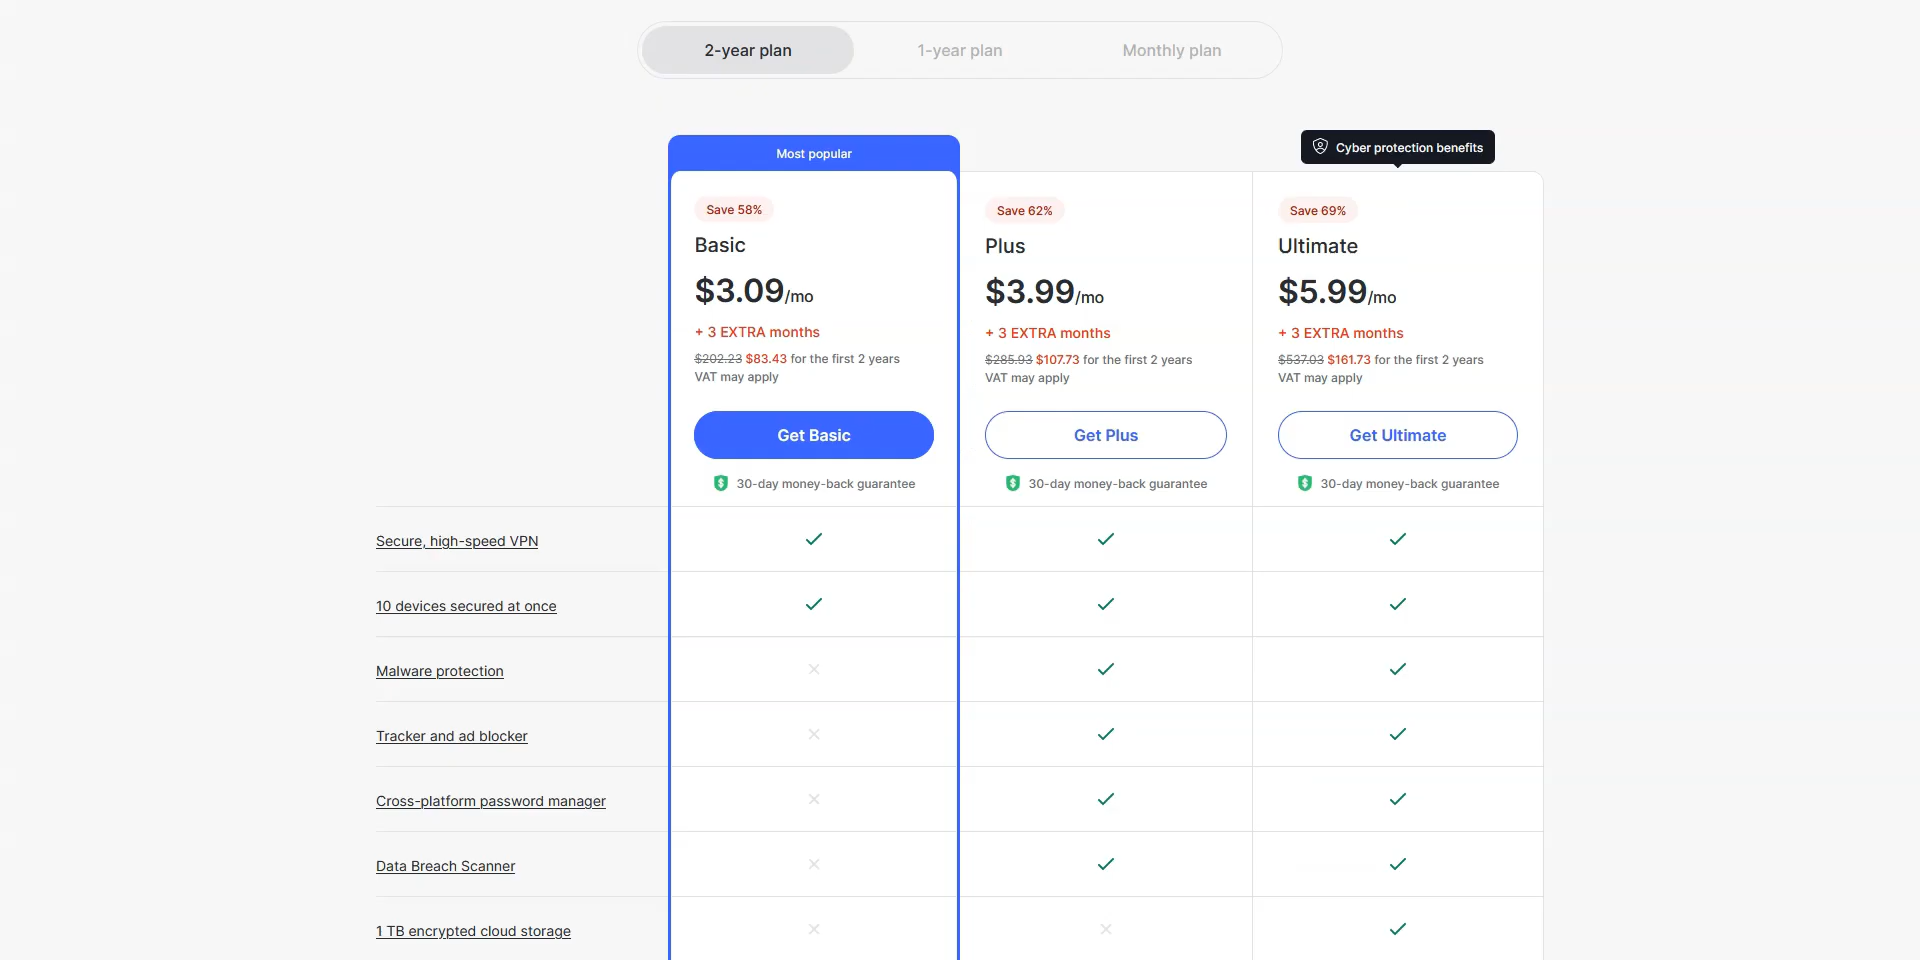 2-year plan
1-year plan
Monthly plan
Most popular
Cyber protection benefits
Save 58%
Basic
$3.09/mo
+ 3 EXTRA months
$202.23 $83.43 for the first 2 years
VAT may apply
Get Basic
30-day money-back guarantee
Save 62%
Plus
$3.99/mo
+ 3 EXTRA months
$285.93 $107.73 for the first 2 years
VAT may apply
Get Plus
30-day money-back guarantee
Save 69%
Ultimate
$5.99/mo
+ 3 EXTRA months
$537.03 $161.73 for the first 2 years
VAT may apply
Get Ultimate
30-day money-back guarantee
Secure, high-speed VPN
10 devices secured at once
Malware protection
Tracker and ad blocker
Cross-platform password manager
Data Breach Scanner
1 TB encrypted cloud storage